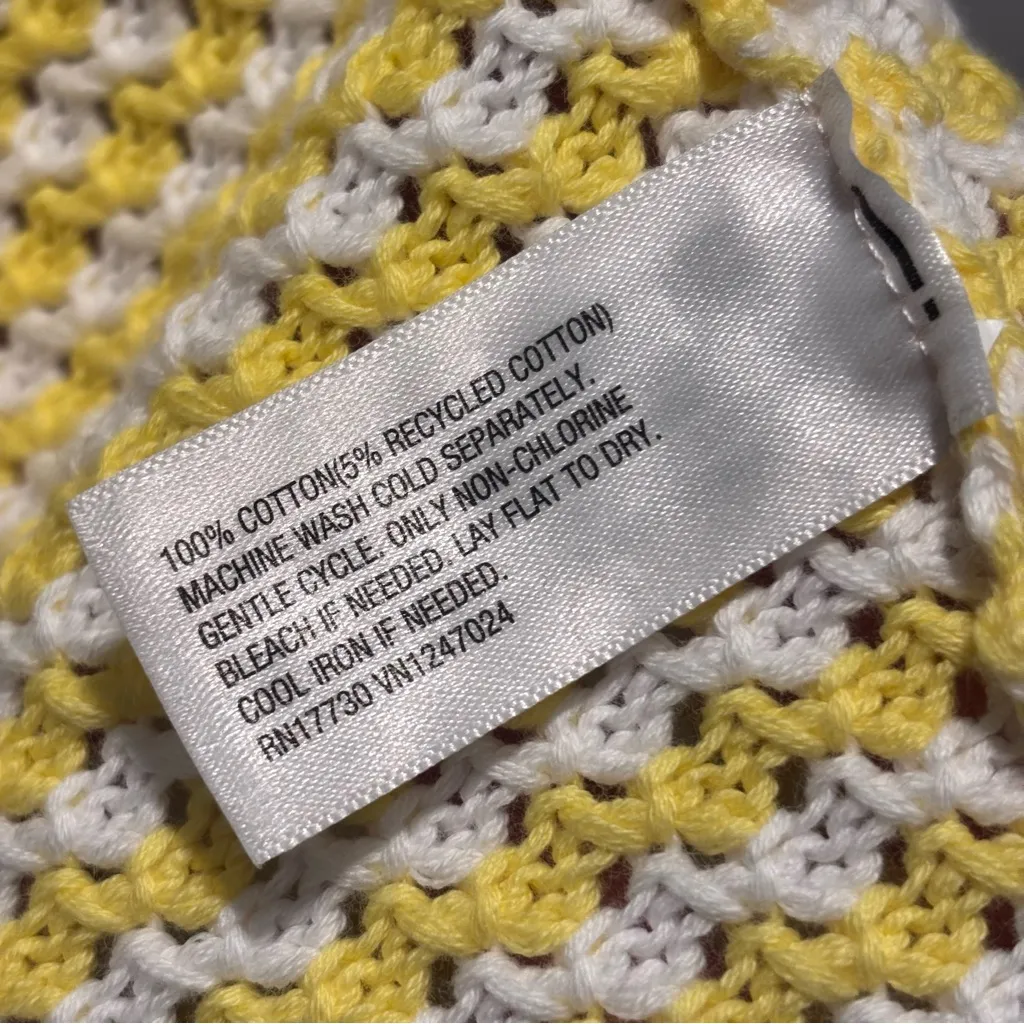 100% COTTON(5% RECYCLED COTTON)
MACHINE WASH COLD SEPARATELY.
GENTLE CYCLE. ONLY NON-CHLORINE
BLEACH IF NEEDED. LAY FLAT TO DRY.
COOL IRON IF NEEDED.
RN17730 VN1247024